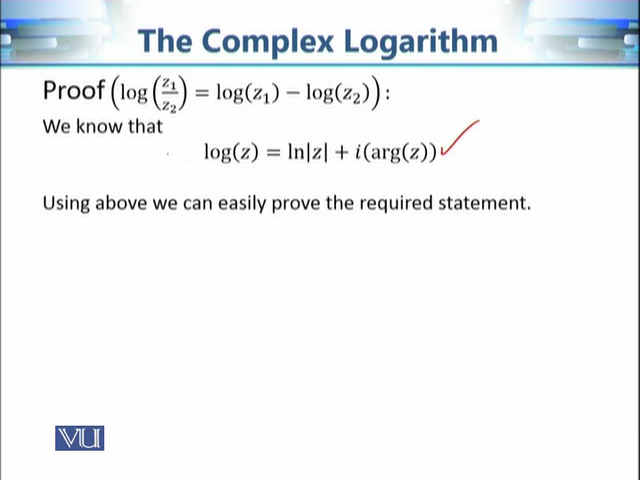 The Complex Logarithm
Proof (log(z₁/z₂) = log(z₁) − log(z₂)):
We know that
log(z) = ln|z| + i(arg(z))
Using above we can easily prove the required statement.
VU